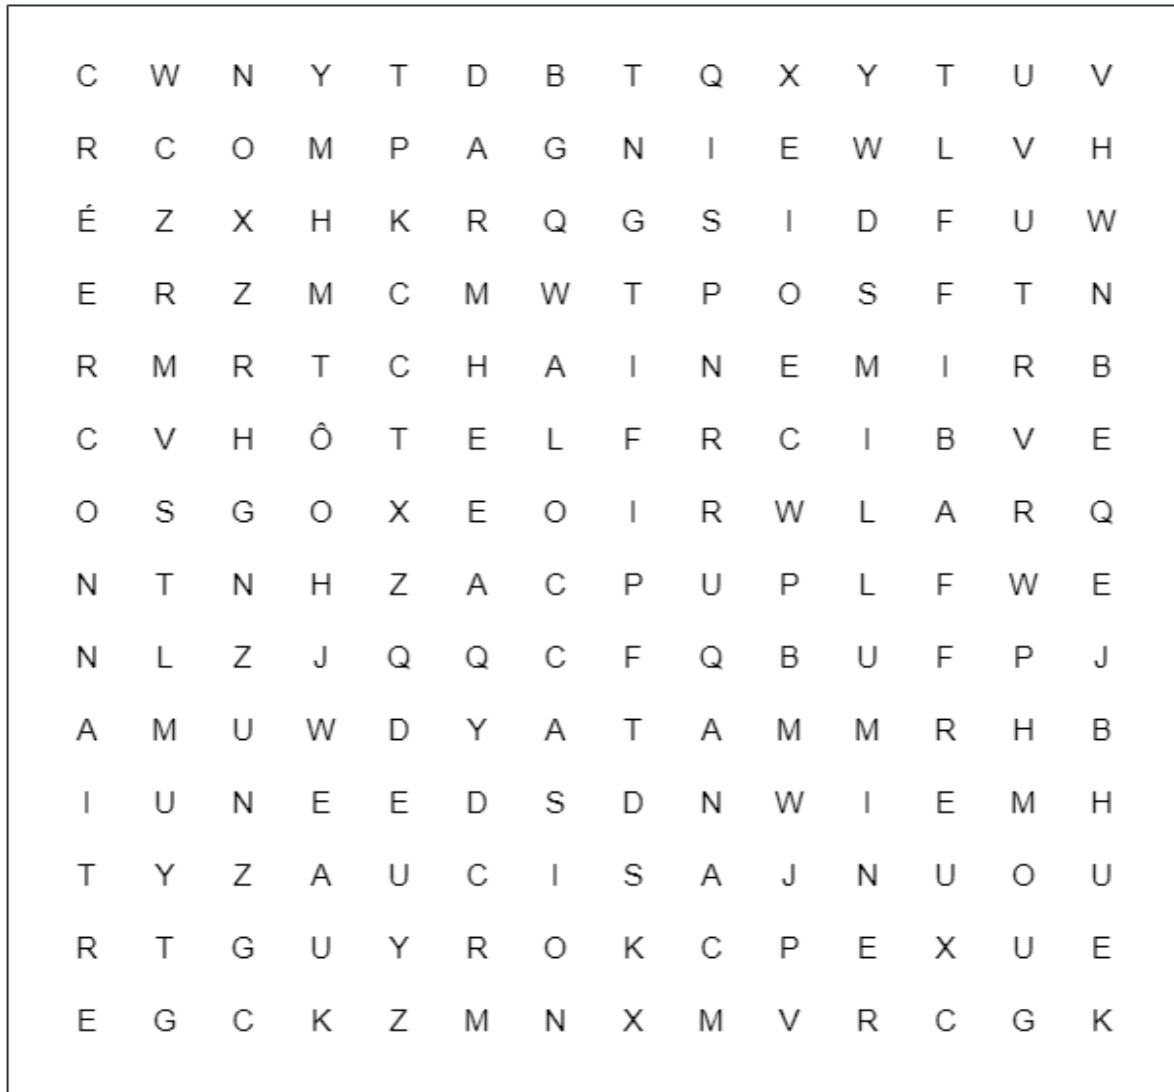 C W N Y T D B T Q X Y T U V
R C O M P A G N I E W L V H
É Z X H K R Q G S I D F U W
E R Z M C M W T P O S F T N
R M R T C H A I N E M I R B
C V H Ô T E L F R C I B V E
O S G O X E O I R W L A R Q
N T N H Z A C P U P L F W E
N L Z J Q Q C F Q B U F P J
A M U W D Y A T A M M R H B
I U N E E D S D N W I E M H
T Y Z A U C I S A J N U O U
R T G U Y R O K C P E X U E
E G C K Z M N X M V R C G K